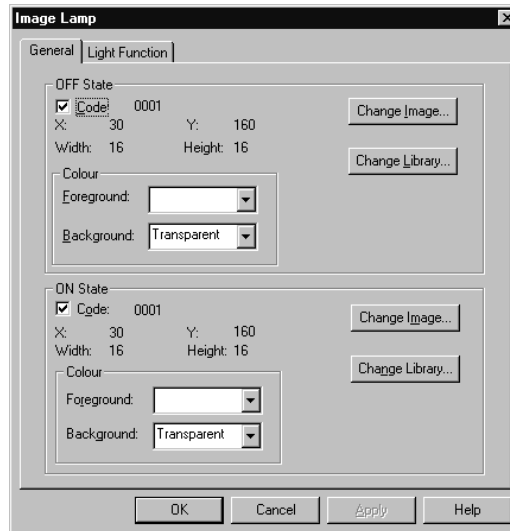 Image Lamp
General Light Function
OFF State
Code 0001
X: 30 Y: 160
Width: 16 Height: 16
Change Image...
Change Library...
Colour
Foreground:
Background: Transparent
ON State
Code: 0001
X: 30 Y: 160
Width: 16 Height: 16
Change Image...
Change Library...
Colour
Foreground:
Background: Transparent
OK Cancel Apply Help